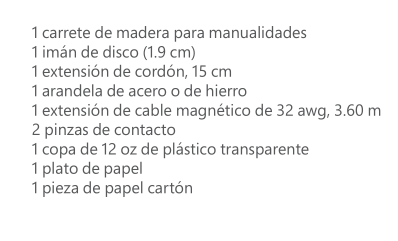 1 carrete de madera para manualidades
1 imán de disco (1.9 cm)
1 extensión de cordón, 15 cm
1 arandela de acero o de hierro
1 extensión de cable magnético de 32 awg, 3.60 m
2 pinzas de contacto
1 copa de 12 oz de plástico transparente
1 plato de papel
1 pieza de papel cartón